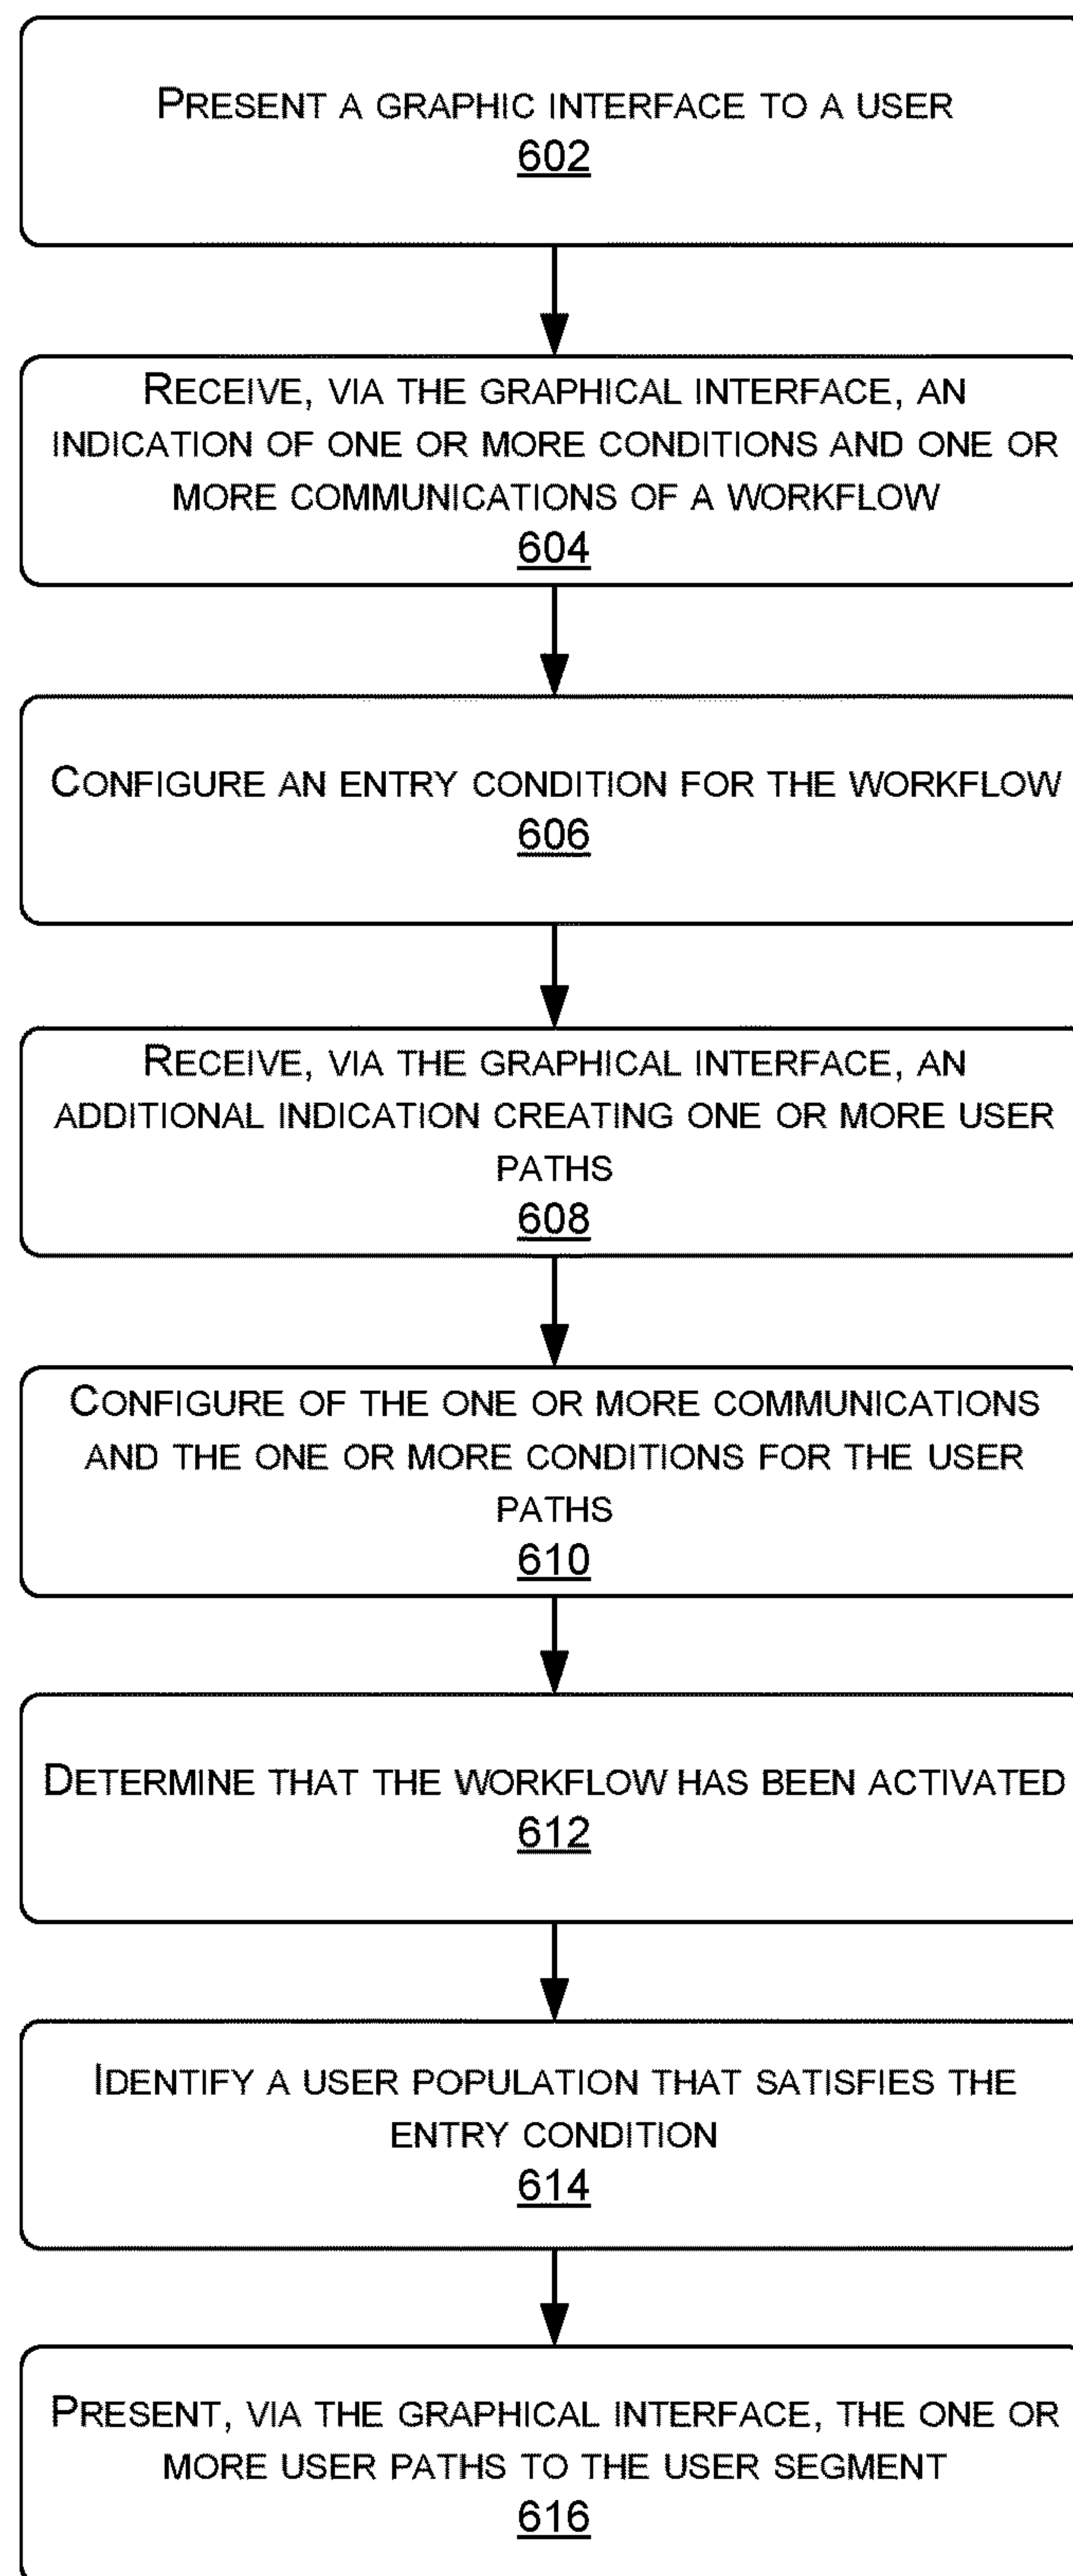 PRESENT A GRAPHIC INTERFACE TO A USER
602
RECEIVE, VIA THE GRAPHICAL INTERFACE, AN
INDICATION OF ONE OR MORE CONDITIONS AND ONE OR
MORE COMMUNICATIONS OF A WORKFLOW
604
CONFIGURE AN ENTRY CONDITION FOR THE WORKFLOW
606
RECEIVE, VIA THE GRAPHICAL INTERFACE, AN
ADDITIONAL INDICATION CREATING ONE OR MORE USER
PATHS
608
CONFIGURE OF THE ONE OR MORE COMMUNICATIONS
AND THE ONE OR MORE CONDITIONS FOR THE USER
PATHS
610
DETERMINE THAT THE WORKFLOW HAS BEEN ACTIVATED
612
IDENTIFY A USER POPULATION THAT SATISFIES THE
ENTRY CONDITION
614
PRESENT, VIA THE GRAPHICAL INTERFACE, THE ONE OR
MORE USER PATHS TO THE USER SEGMENT
616